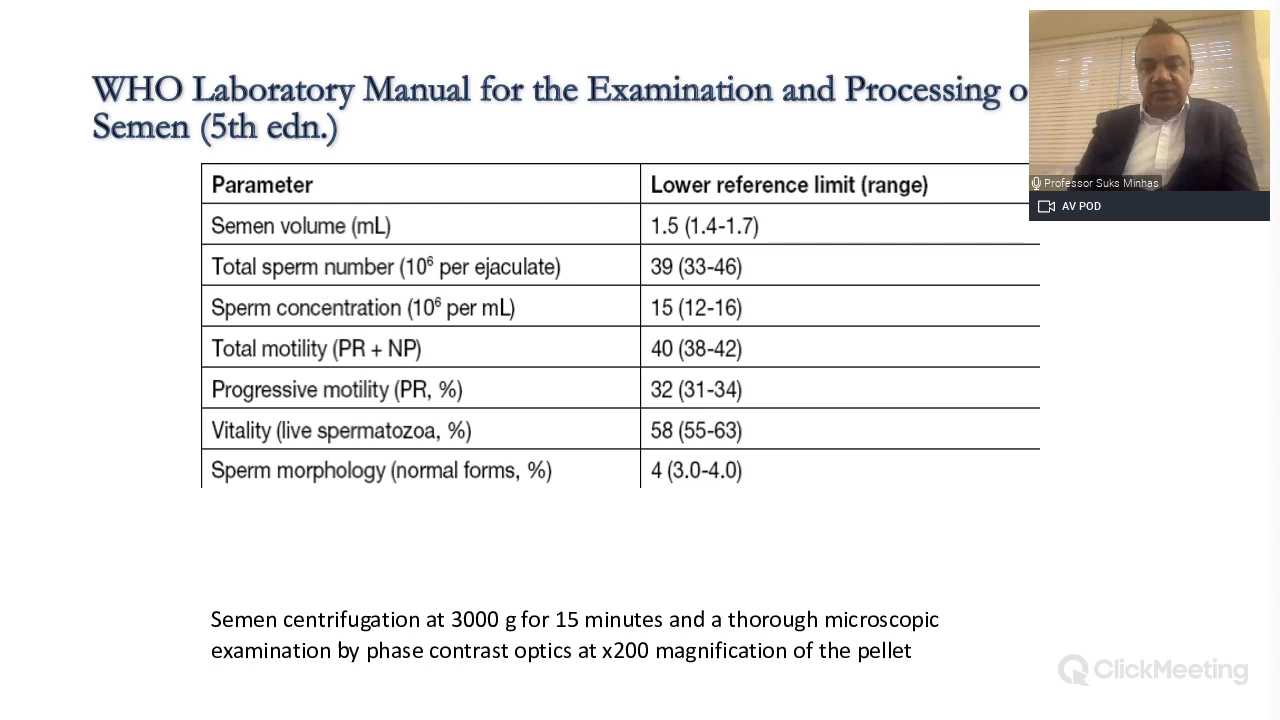 WHO Laboratory Manual for the Examination and Processing o
Semen (5th edn.)
Professor Suks Minhas
AV POD
Parameter Lower reference limit (range)
Semen volume (mL) 1.5 (1.4-1.7)
Total sperm number (10⁶ per ejaculate) 39 (33-46)
Sperm concentration (10⁶ per mL) 15 (12-16)
Total motility (PR + NP) 40 (38-42)
Progressive motility (PR, %) 32 (31-34)
Vitality (live spermatozoa, %) 58 (55-63)
Sperm morphology (normal forms, %) 4 (3.0-4.0)
Semen centrifugation at 3000 g for 15 minutes and a thorough microscopic
examination by phase contrast optics at x200 magnification of the pellet
ClickMeeting